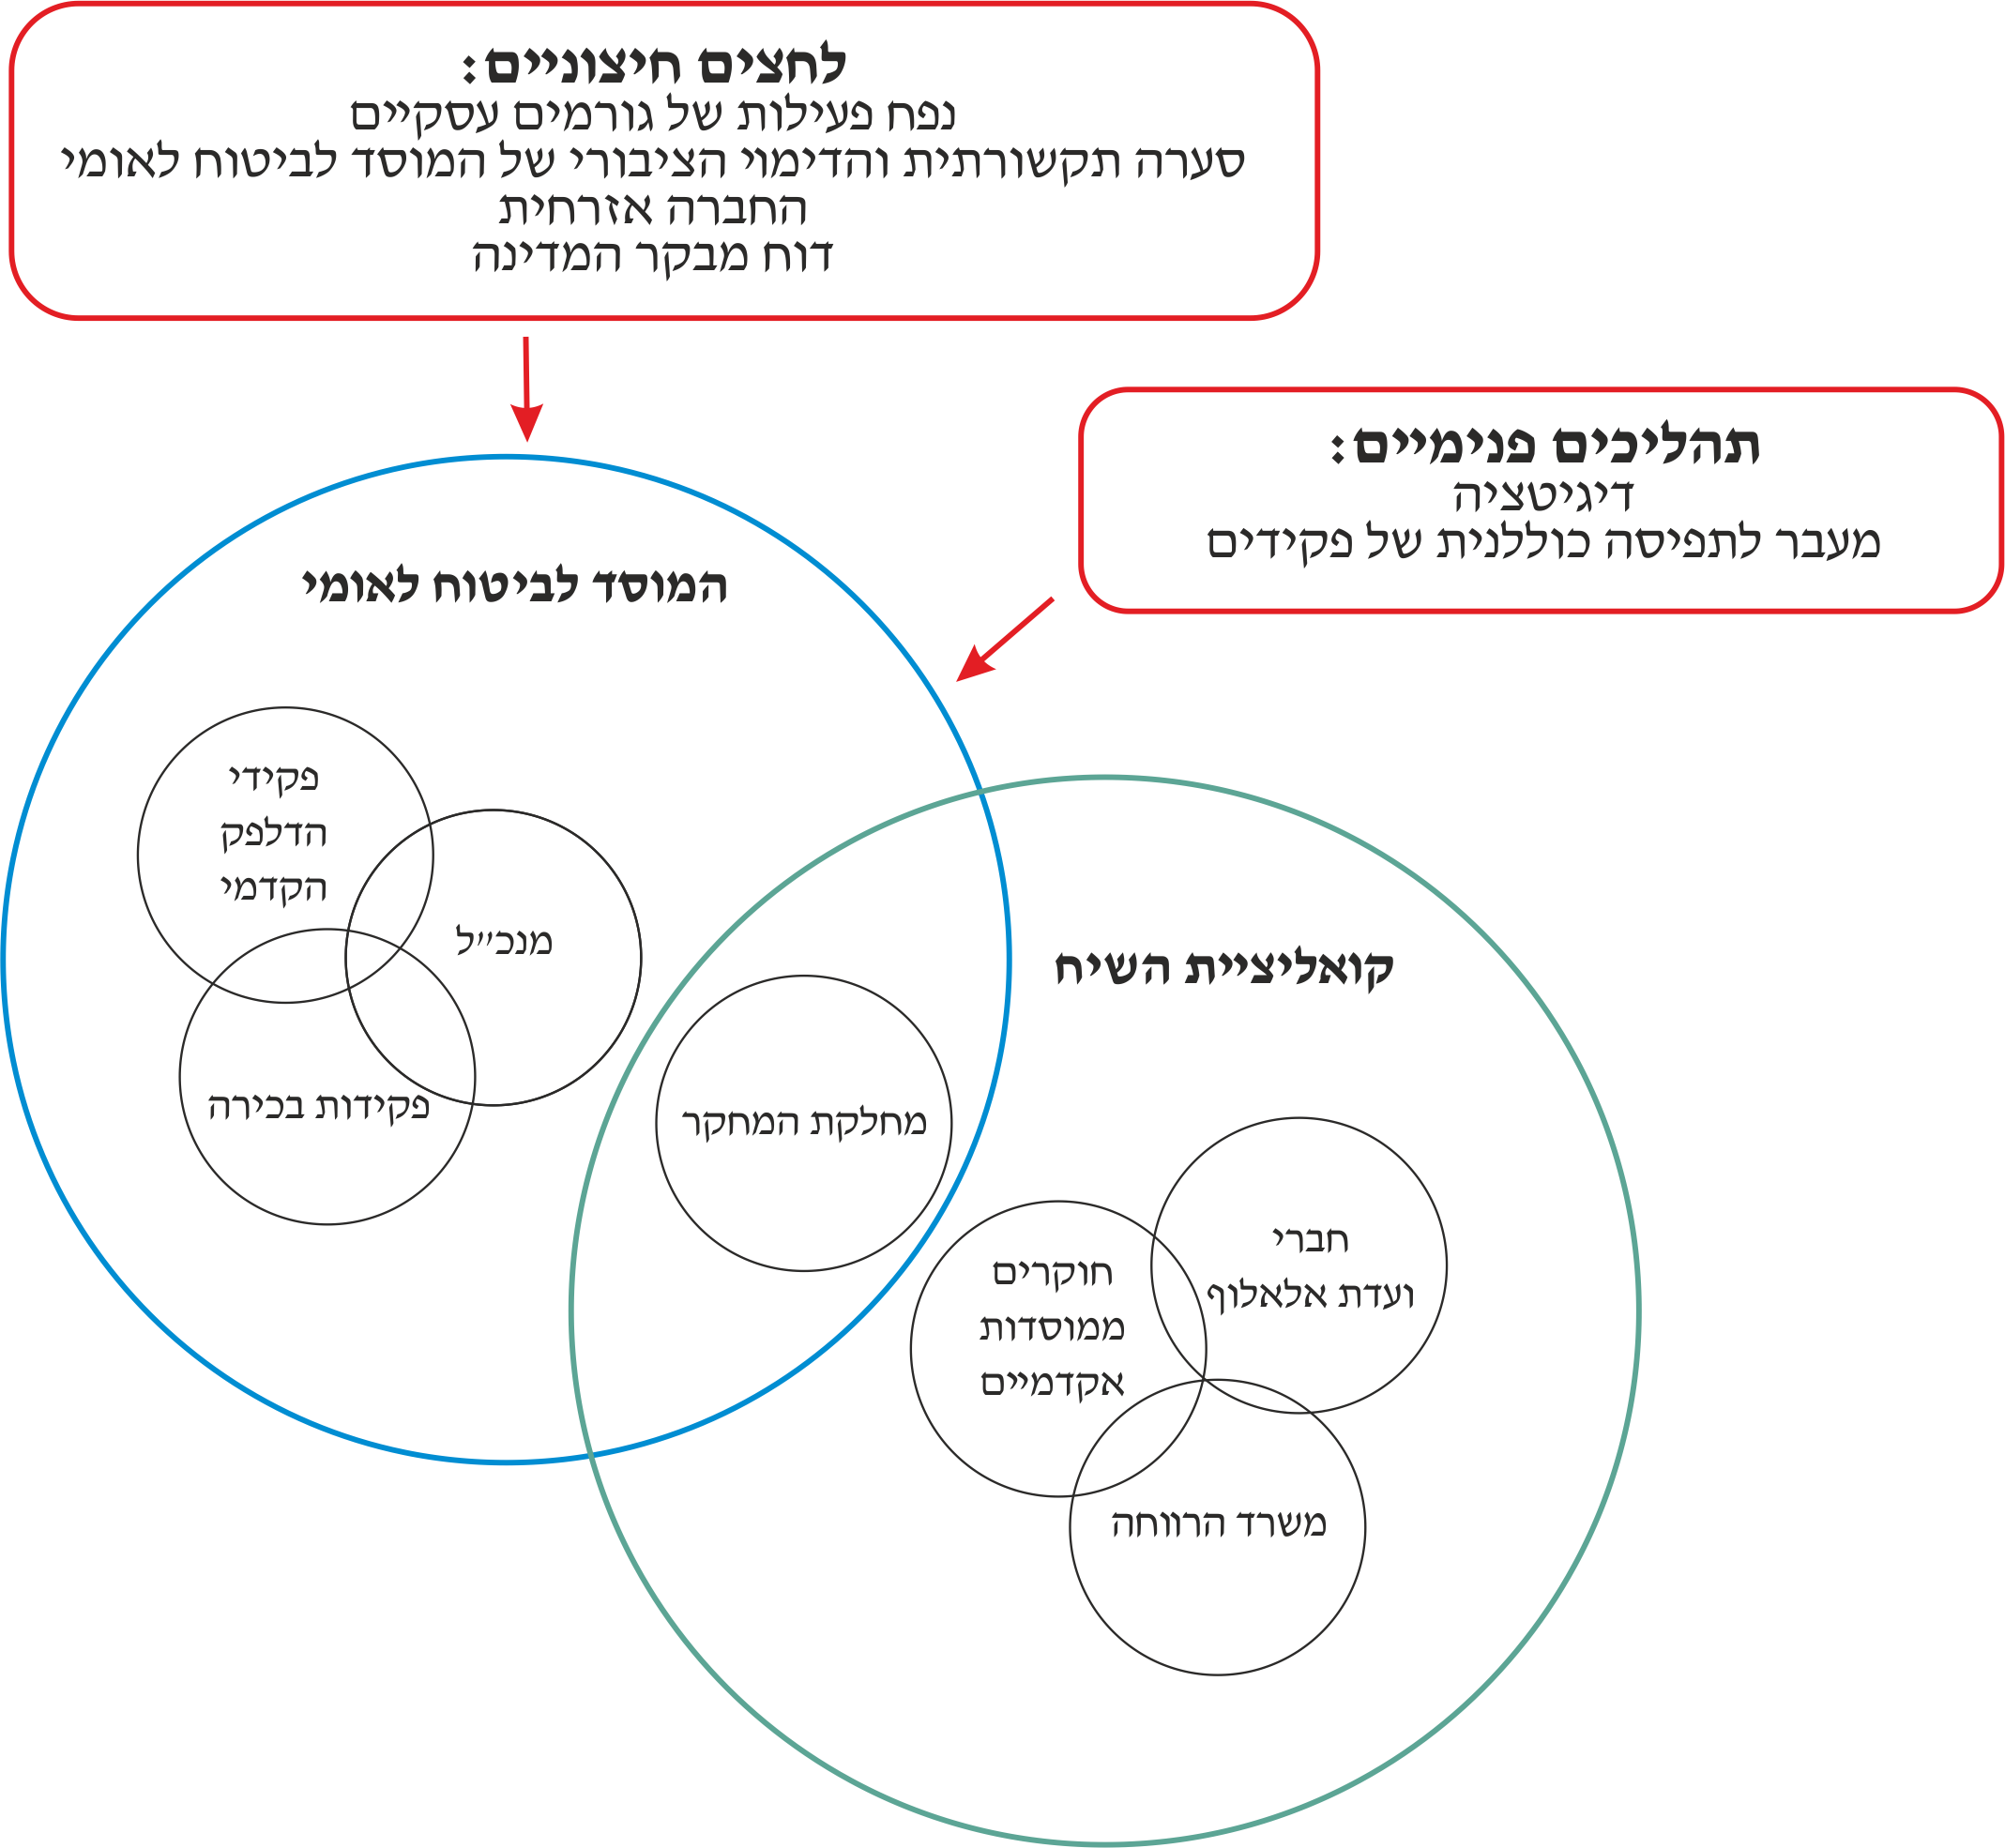 לחצים חיצוניים:
נפח פעילות של גורמים עסקיים
סערה תקשורתית והדימוי הציבורי של המוסד לביטוח לאומי
החברה אזרחית
דוח מבקר המדינה
תהליכים פנימיים:
דיגיטציה
מעבר לתפיסה כוללנית של פקידים
המוסד לביטוח לאומי
פקידי
הדלפק
הקדמי
מנכייל
פקידות בכירה
מחלקת המחקר
קואליציית השיח
חברי
ועדת אלאלוף
חוקרים
ממוסדות
אקדמיים
משרד הרווחה